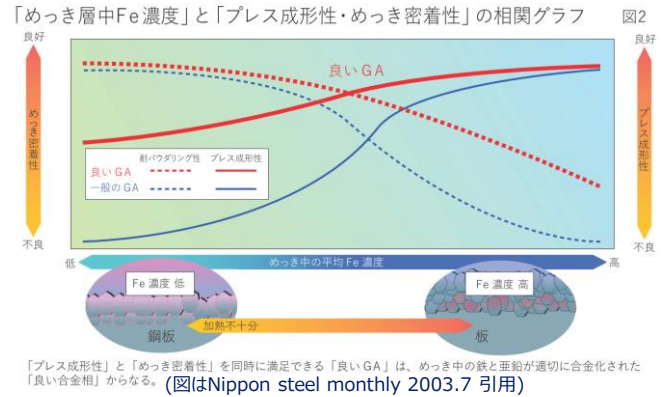 「めっき層中Fe濃度」と「プレス成形性・めっき密着性」の相関グラフ 図2
良好
めっき密着性
不良
良好
プレス成形性
不良
良いGA
耐パウダリング性 プレス成形性
良いGA
一般のGA
低 めっき中の平均Fe濃度 高
Fe濃度 低
鋼板
加熱不十分
Fe濃度 高
板
「プレス成形性」と「めっき密着性」を同時に満足できる「良いGA」は、めっき中の鉄と亜鉛が適切に合金化された
「良い合金相」からなる。(図はNippon steel monthly 2003.7 引用)